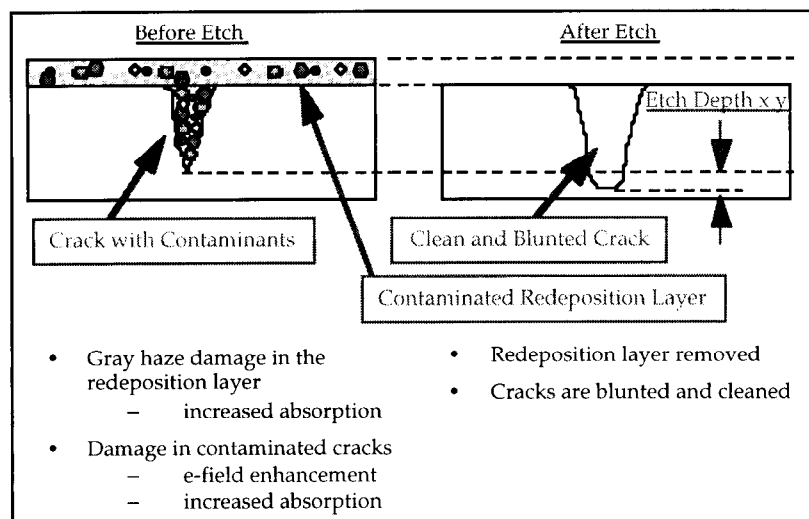 Before Etch
After Etch
Etch Depth x y
Crack with Contaminants
Clean and Blunted Crack
Contaminated Redeposition Layer
• Gray haze damage in the
redeposition layer
– increased absorption
• Damage in contaminated cracks
– e-field enhancement
– increased absorption
• Redeposition layer removed
• Cracks are blunted and cleaned